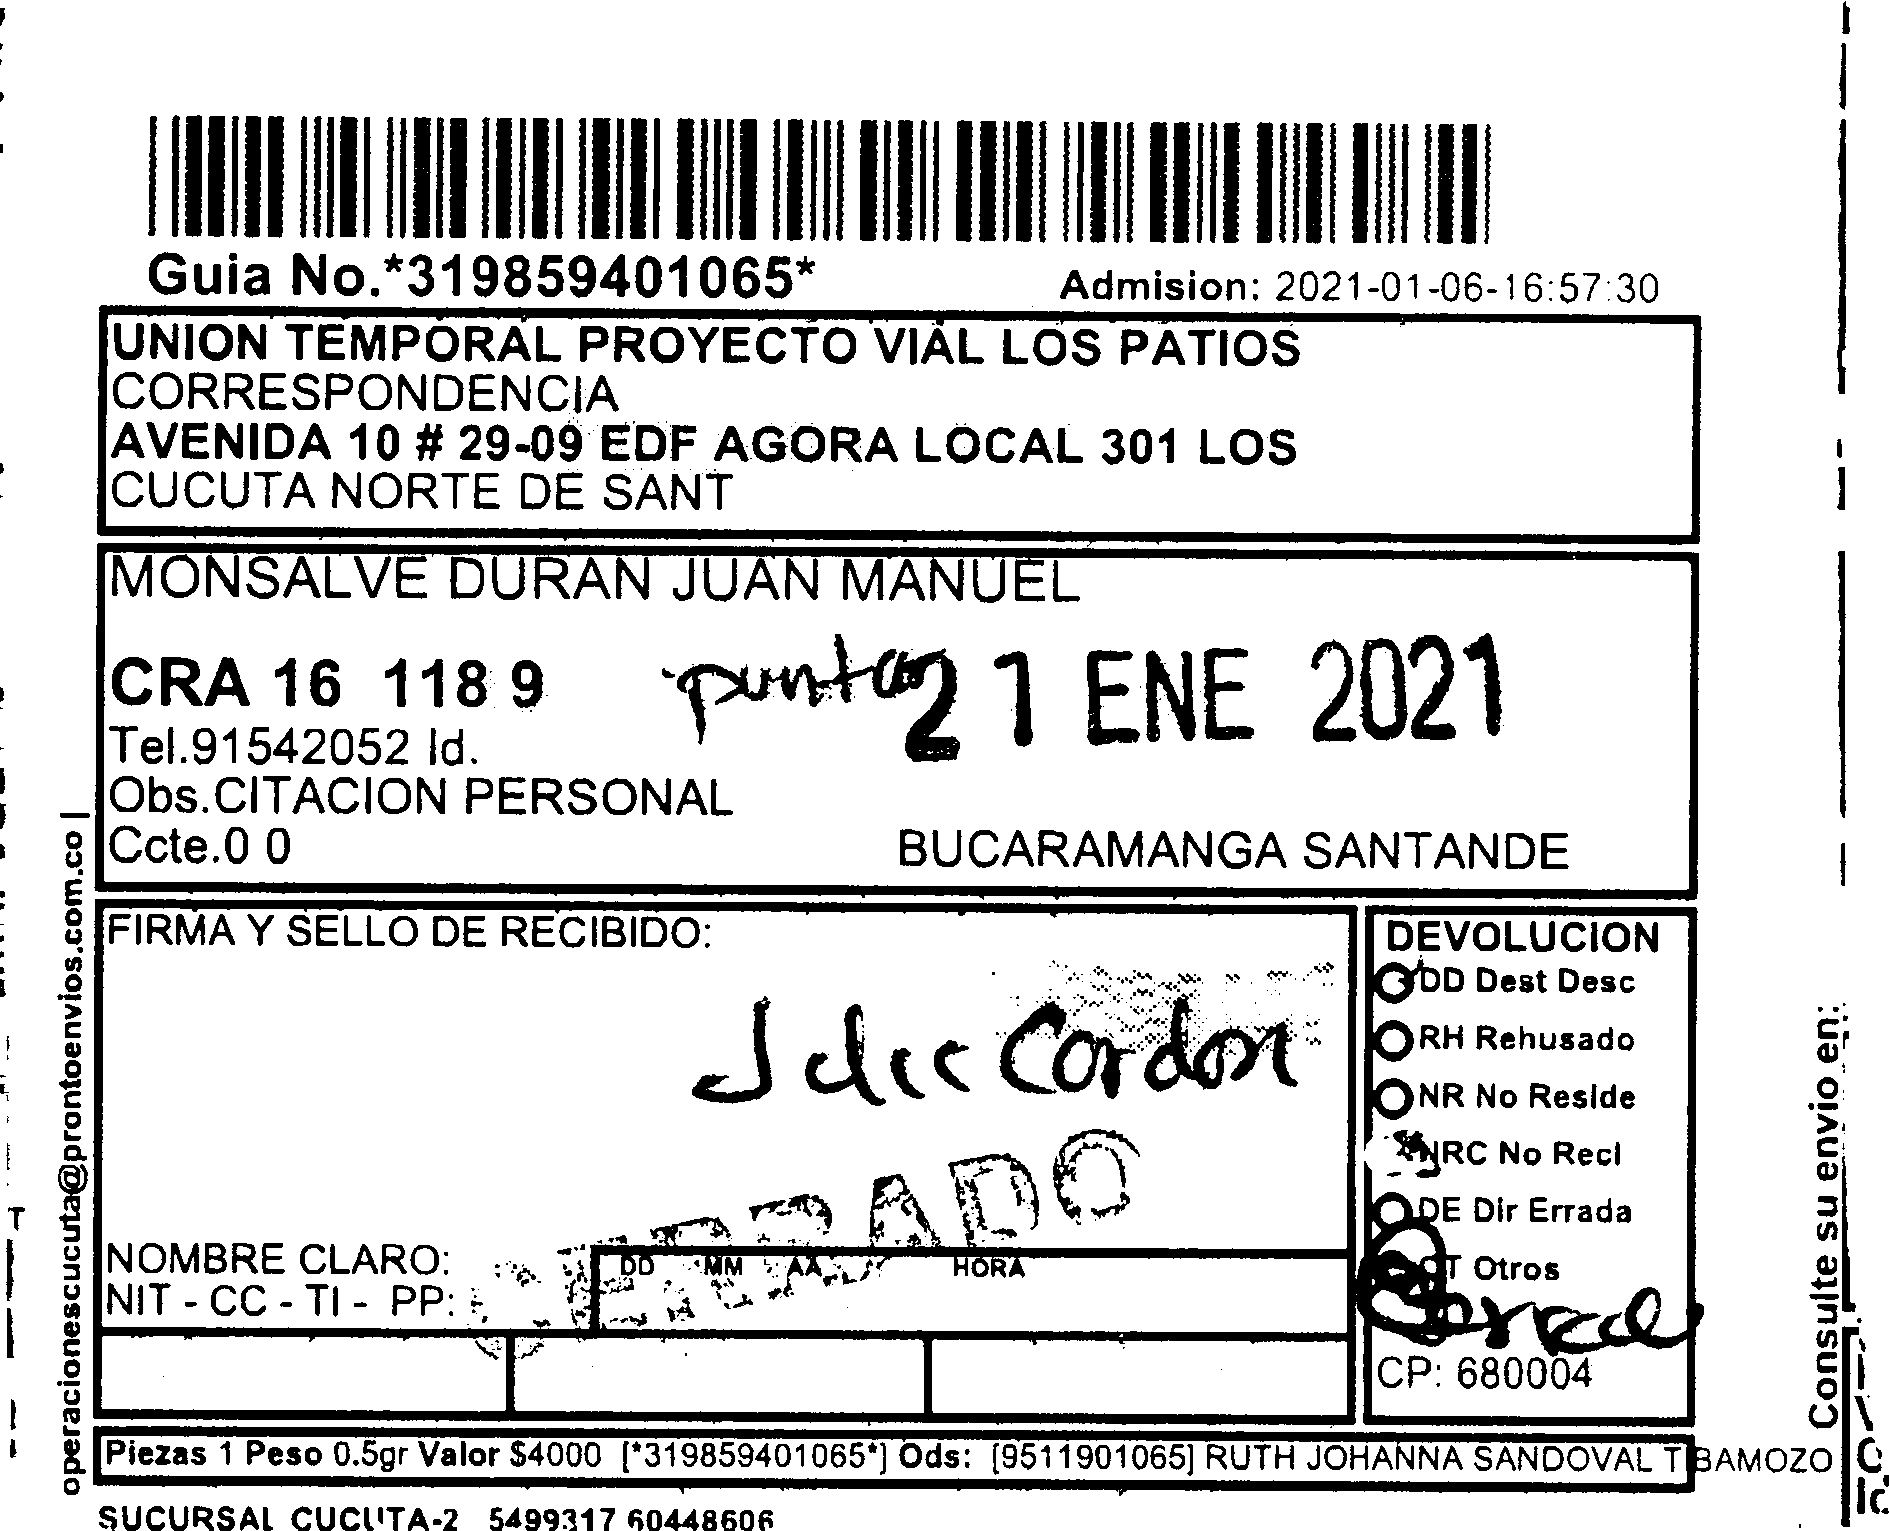 Guia No.*319859401065*
Admision: 2021-01-06-16:57:30
UNION TEMPORAL PROYECTO VIAL LOS PATIOS
CORRESPONDENCIA
AVENIDA 10 # 29-09 EDF AGORA LOCAL 301 LOS
CUCUTA NORTE DE SANT
MONSALVE DURAN JUAN MANUEL
CRA 16 118 9
21 ENE 2021
Tel.91542052 Id.
Obs.CITACION PERSONAL
Ccte.0 0
BUCARAMANGA SANTANDE
FIRMA Y SELLO DE RECIBIDO:
CERRADO
NOMBRE CLARO:
NIT - CC - TI - PP:
DD MM AA HORA
DEVOLUCION
DD Dest Desc
RH Rehusado
NR No Reside
NRC No Recl
DE Dir Errada
OT Otros
CP: 680004
Piezas 1 Peso 0.5gr Valor $4000 [*319859401065*] Ods: [9511901065] RUTH JOHANNA SANDOVAL TIBAMOZO
SUCURSAL CUCUTA-2 5499317 60448606
operacionescucuta@prontoenvios.com.co |
Consulte su envio en: